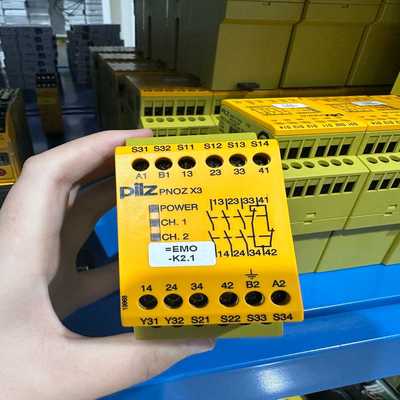 S31 S32 S11 S12 S13 S14
A1 B1 13 23 33 41
pilz PNOZ X3
POWER
CH. 1
CH. 2
13 23 33 41
14 24 34 42
=EMO
-K2.1
14 24 34 42 B2 A2
Y31 Y32 S21 S22 S33 S34